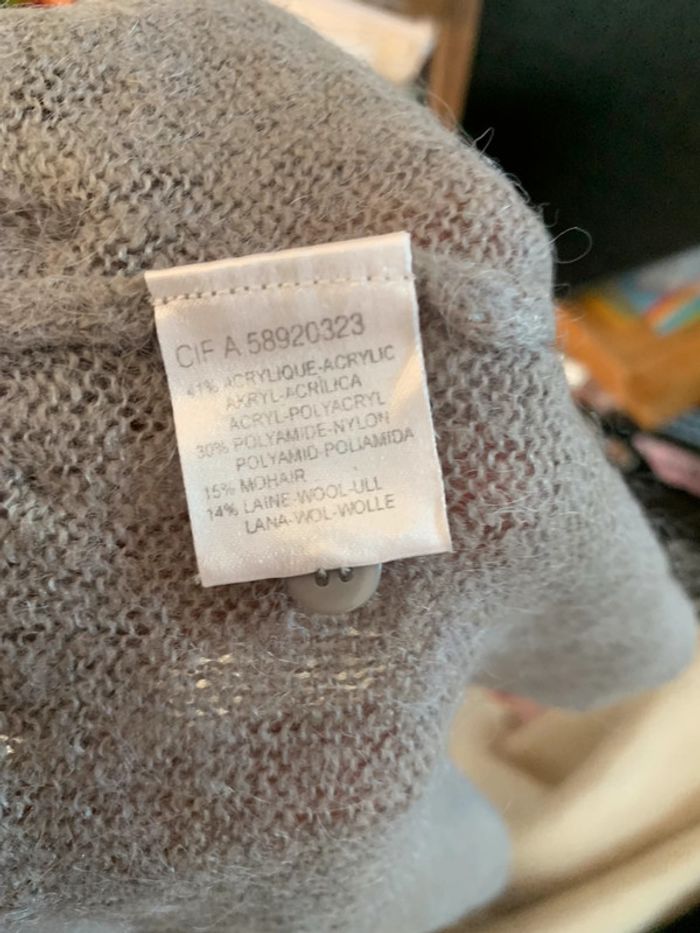 CIF A 58920323
41% ACRYLIQUE-ACRYLIC
AKRYL-ACRILICA
ACRYL-POLYACRYL
30% POLYAMIDE-NYLON
POLYAMID-POLIAMIDA
15% MOHAIR
14% LAINE-WOOL-ULL
LANA-WOL-WOLLE